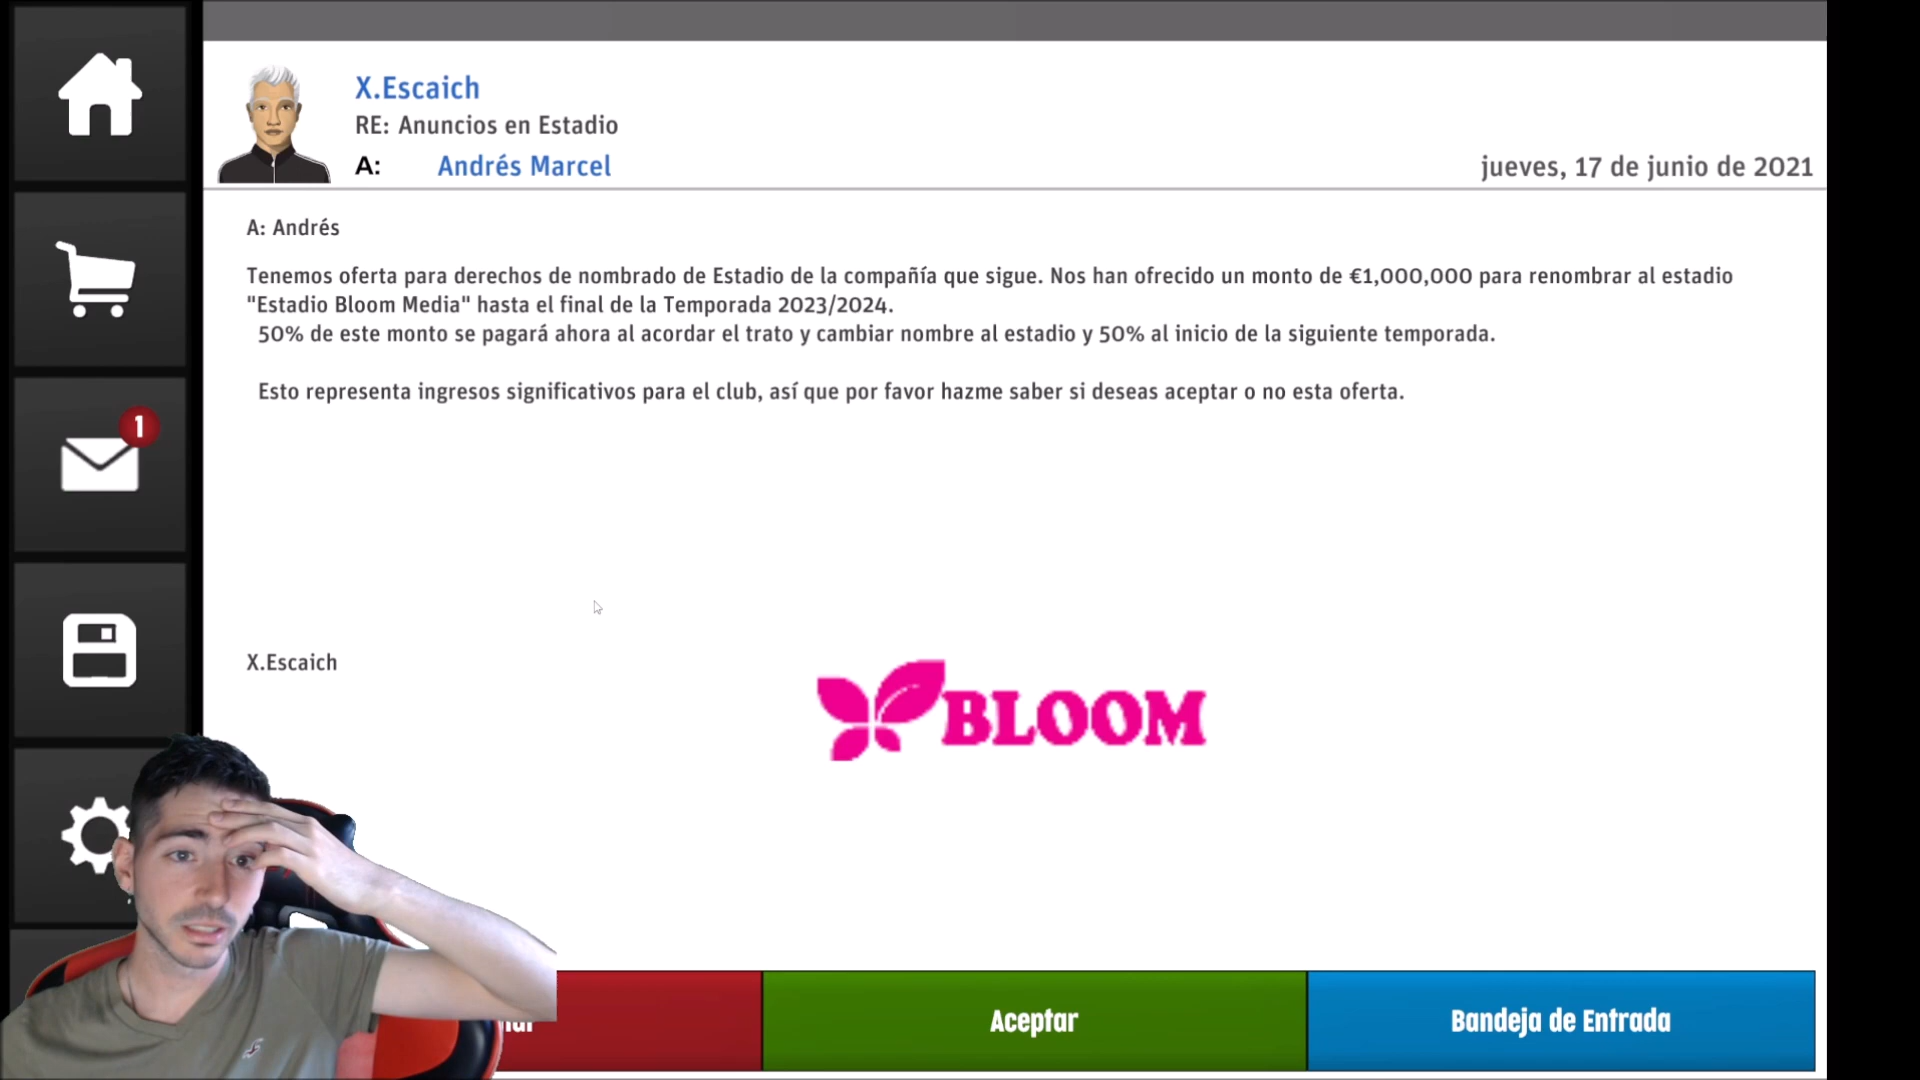 X.Escaich
RE: Anuncios en Estadio
A: Andrés Marcel
jueves, 17 de junio de 2021
1
A: Andrés
Tenemos oferta para derechos de nombrado de Estadio de la compañía que sigue. Nos han ofrecido un monto de €1,000,000 para renombrar al estadio
"Estadio Bloom Media" hasta el final de la Temporada 2023/2024.
50% de este monto se pagará ahora al acordar el trato y cambiar nombre al estadio y 50% al inicio de la siguiente temporada.
Esto representa ingresos significativos para el club, así que por favor hazme saber si deseas aceptar o no esta oferta.
X.Escaich
BLOOM
Aceptar
Bandeja de Entrada